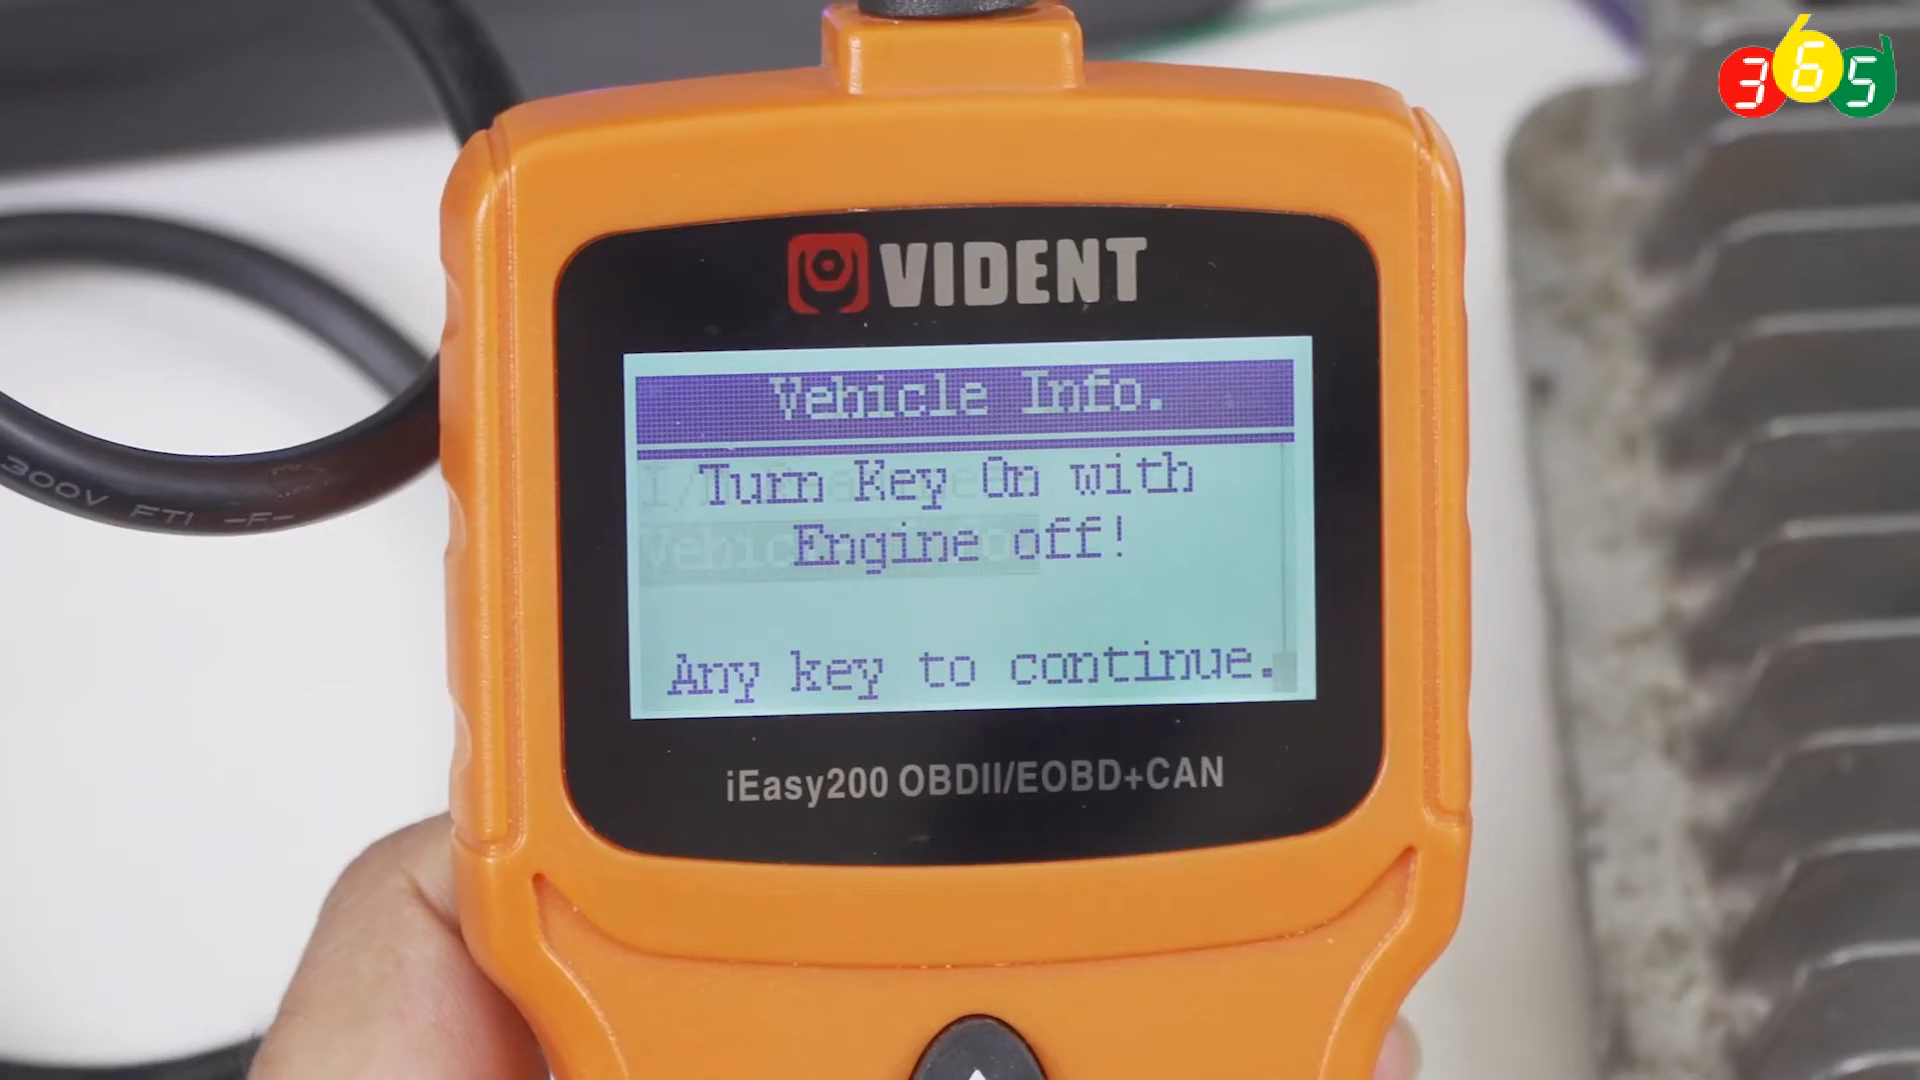 365
VIDENT
Vehicle Info.
Turn Key On with
Engine off!
Any key to continue.
iEasy200 OBDII/EOBD+CAN
300V FT1 -F-